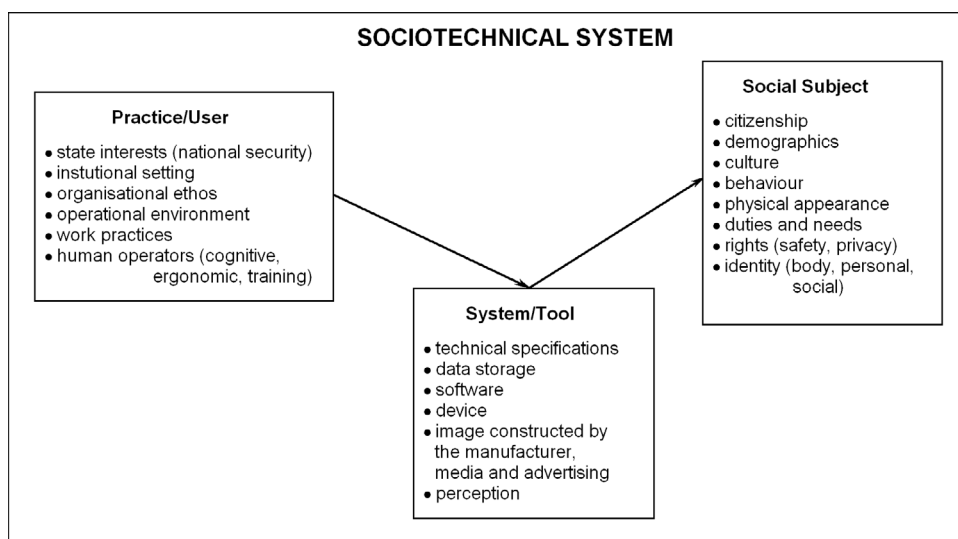 SOCIOTECHNICAL SYSTEM
Practice/User
• state interests (national security)
• instutional setting
• organisational ethos
• operational environment
• work practices
• human operators (cognitive,
ergonomic, training)
System/Tool
• technical specifications
• data storage
• software
• device
• image constructed by
the manufacturer,
media and advertising
• perception
Social Subject
• citizenship
• demographics
• culture
• behaviour
• physical appearance
• duties and needs
• rights (safety, privacy)
• identity (body, personal,
social)